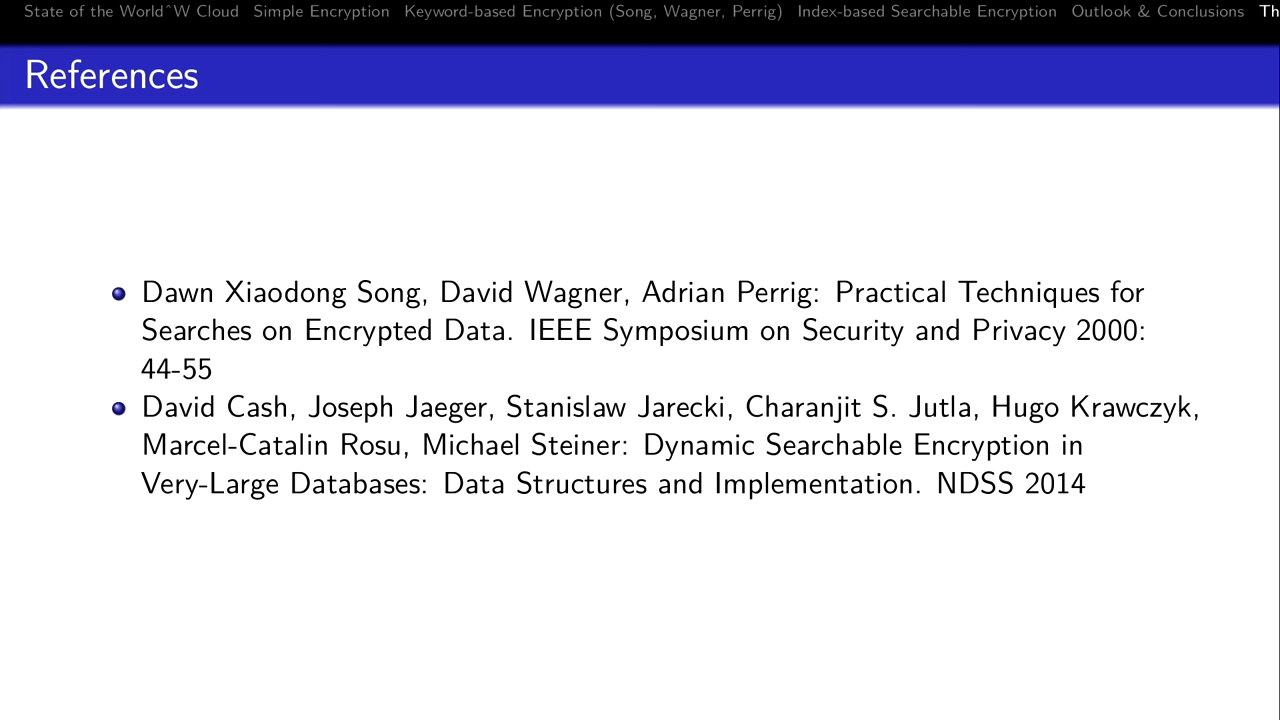 State of the World^W Cloud Simple Encryption Keyword-based Encryption (Song, Wagner, Perrig) Index-based Searchable Encryption Outlook & Conclusions Th
References
Dawn Xiaodong Song, David Wagner, Adrian Perrig: Practical Techniques for
Searches on Encrypted Data. IEEE Symposium on Security and Privacy 2000:
44-55
David Cash, Joseph Jaeger, Stanislaw Jarecki, Charanjit S. Jutla, Hugo Krawczyk,
Marcel-Catalin Rosu, Michael Steiner: Dynamic Searchable Encryption in
Very-Large Databases: Data Structures and Implementation. NDSS 2014